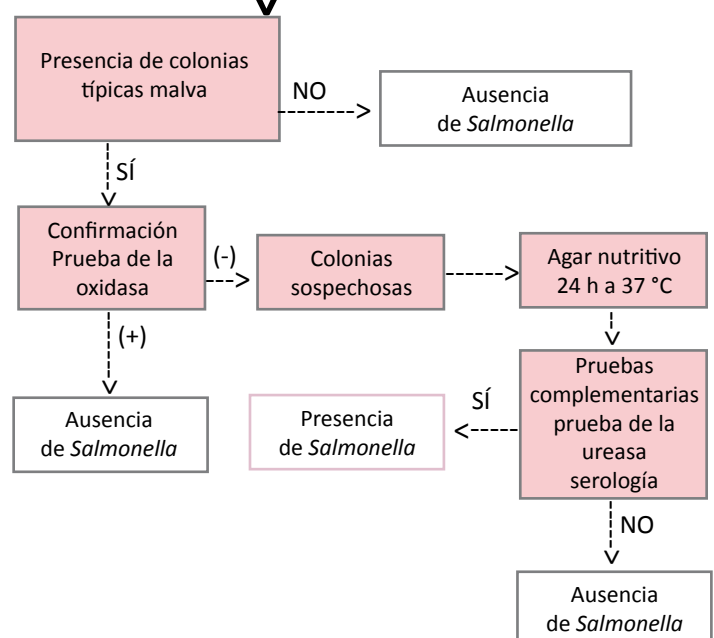 Presencia de colonias
típicas malva
NO
Ausencia
de Salmonella
SÍ
Confirmación
Prueba de la
oxidasa
(-)
Colonias
sospechosas
Agar nutritivo
24 h a 37 °C
(+)
Ausencia
de Salmonella
Presencia
de Salmonella
SÍ
Pruebas
complementarias
prueba de la
ureasa
serología
NO
Ausencia
de Salmonella